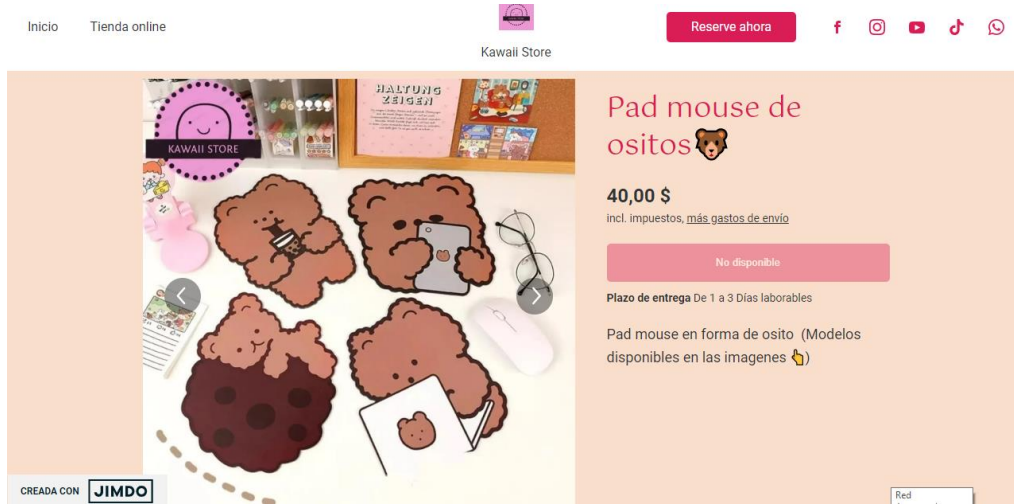 Inicio
Tienda online
Kawaii Store
Reserve ahora
HALTUNG
ZEIGEN
KAWAII STORE
Pad mouse de
ositos🐻
40,00 $
incl. impuestos, más gastos de envío
No disponible
Plazo de entrega De 1 a 3 Días laborables
Pad mouse en forma de osito (Modelos
disponibles en las imagenes 👆)
CREADA CON JIMDO
Red